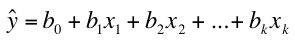 ŷ = b₀ + b₁x₁ + b₂x₂ + ...+ bₖxₖ